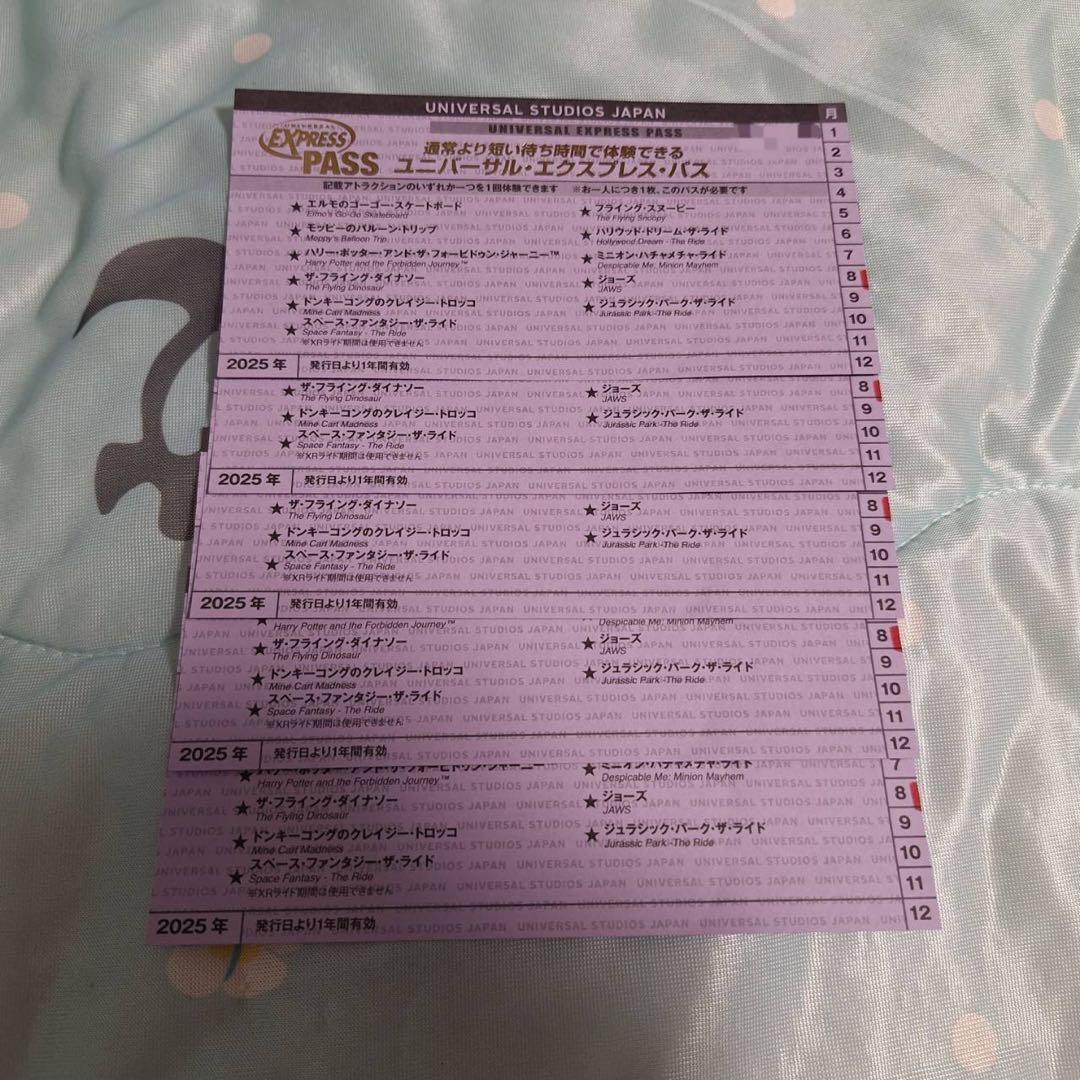 UNIVERSAL STUDIOS JAPAN 月
UNIVERSAL EXPRESS PASS
UNIVERSAL EXPRESS PASS
通常より短い待ち時間で体験できる
ユニバーサル・エクスプレス・パス
記載アトラクションのいずれか一つを1回体験できます ※お一人につき1枚、このパスが必要です
★ エルモのゴーゴー・スケートボード
Elmo's Go-Go Skateboard
★ フライング・スヌーピー
The Flying Snoopy
★ モッピーのバルーン・トリップ
Moppy's Balloon Trip
★ ハリウッド・ドリーム・ザ・ライド
Hollywood Dream - The Ride
★ ハリー・ポッター・アンド・ザ・フォービドゥン・ジャーニー™
Harry Potter and the Forbidden Journey™
★ ミニオン・ハチャメチャ・ライド
Despicable Me: Minion Mayhem
★ ザ・フライング・ダイナソー
The Flying Dinosaur
★ ジョーズ
JAWS
★ ドンキーコングのクレイジー・トロッコ
Mine Cart Madness
★ ジュラシック・パーク・ザ・ライド
Jurassic Park - The Ride
★ スペース・ファンタジー・ザ・ライド
Space Fantasy - The Ride
※XRライド期間は使用できません
1
2
3
4
5
6
7
8
9
10
11
12
2025年 発行日より1年間有効
★ ザ・フライング・ダイナソー
The Flying Dinosaur
★ ジョーズ
JAWS
★ ドンキーコングのクレイジー・トロッコ
Mine Cart Madness
★ ジュラシック・パーク・ザ・ライド
Jurassic Park - The Ride
★ スペース・ファンタジー・ザ・ライド
Space Fantasy - The Ride
※XRライド期間は使用できません
8
9
10
11
12
2025年 発行日より1年間有効
★ ザ・フライング・ダイナソー
The Flying Dinosaur
★ ジョーズ
JAWS
★ ドンキーコングのクレイジー・トロッコ
Mine Cart Madness
★ ジュラシック・パーク・ザ・ライド
Jurassic Park - The Ride
★ スペース・ファンタジー・ザ・ライド
Space Fantasy - The Ride
※XRライド期間は使用できません
8
9
10
11
12
2025年 発行日より1年間有効
Harry Potter and the Forbidden Journey™
Despicable Me: Minion Mayhem
★ ザ・フライング・ダイナソー
The Flying Dinosaur
★ ジョーズ
JAWS
★ ドンキーコングのクレイジー・トロッコ
Mine Cart Madness
★ ジュラシック・パーク・ザ・ライド
Jurassic Park - The Ride
★ スペース・ファンタジー・ザ・ライド
Space Fantasy - The Ride
※XRライド期間は使用できません
8
9
10
11
12
2025年 発行日より1年間有効
★ ハリー・ポッター・アンド・ザ・フォービドゥン・ジャーニー
Harry Potter and the Forbidden Journey™
★ ミニオン・ハチャメチャ・ライド
Despicable Me: Minion Mayhem
★ ザ・フライング・ダイナソー
The Flying Dinosaur
★ ジョーズ
JAWS
★ ドンキーコングのクレイジー・トロッコ
Mine Cart Madness
★ ジュラシック・パーク・ザ・ライド
Jurassic Park - The Ride
★ スペース・ファンタジー・ザ・ライド
Space Fantasy - The Ride
※XRライド期間は使用できません
7
8
9
10
11
12
2025年 発行日より1年間有効